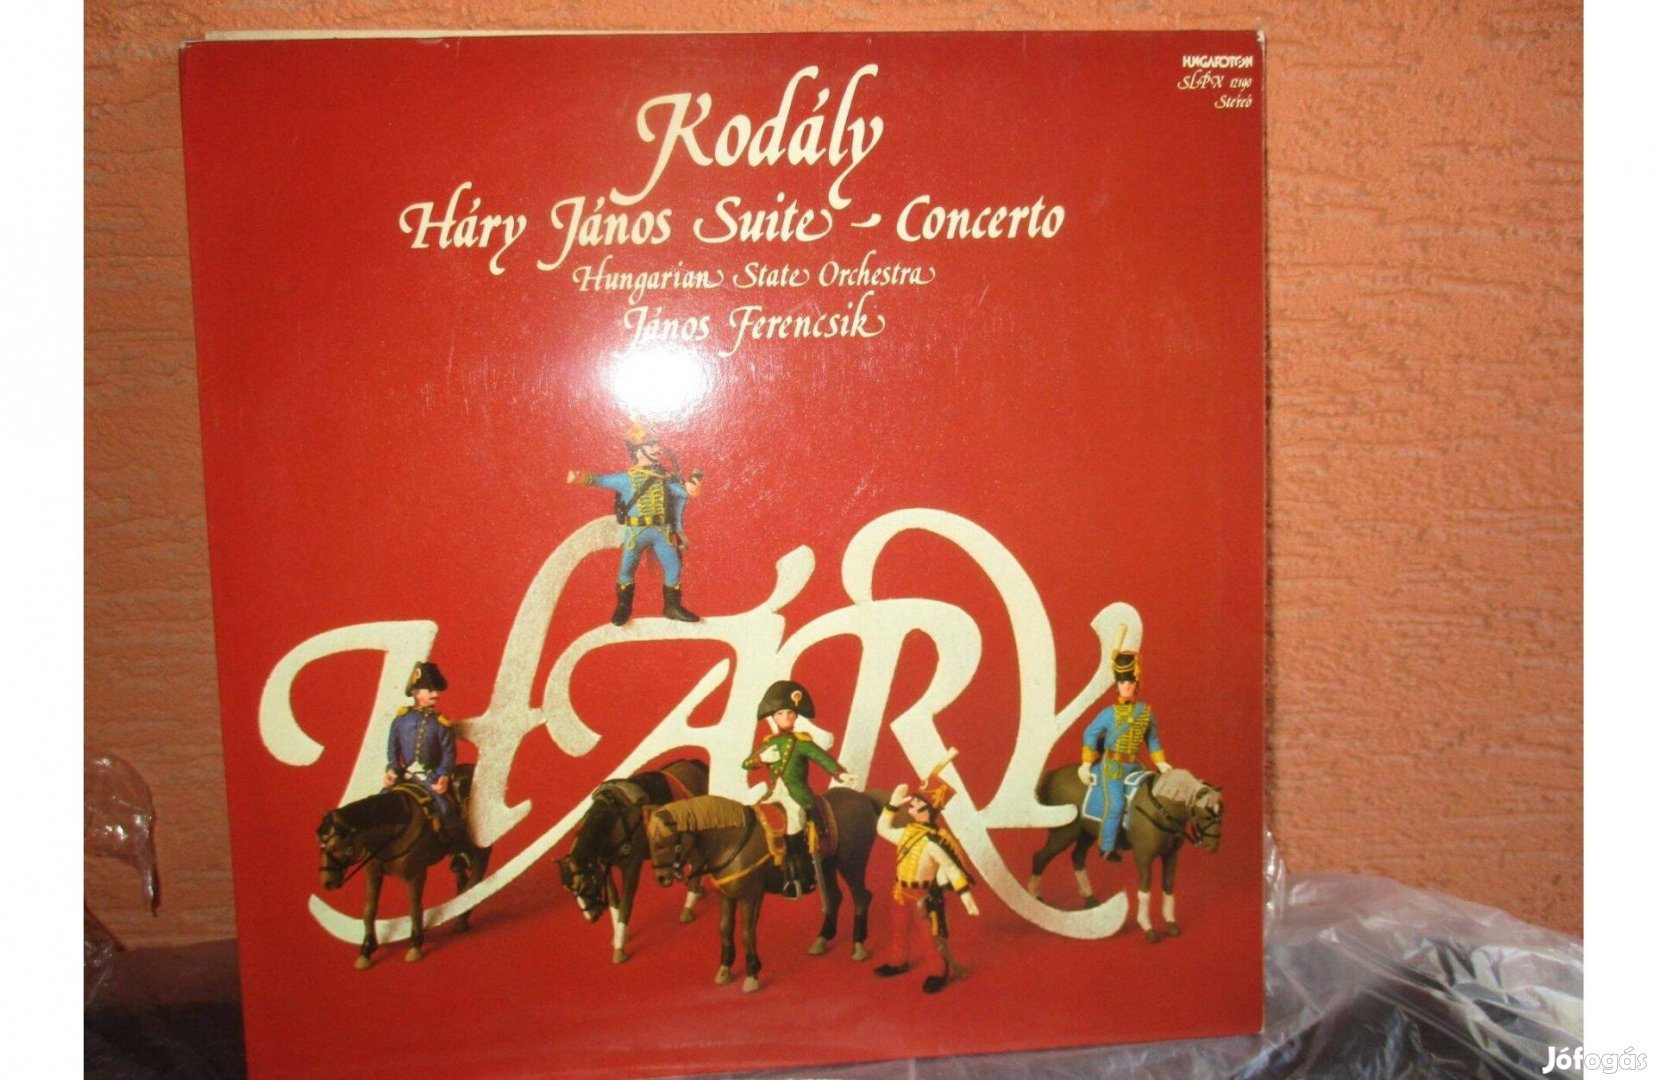 HUNGAROTON
SLPX 12190
Stereo
Kodály
Háry János Suite - Concerto
Hungarian State Orchestra
János Ferencsik
HÁRY
Jófogás